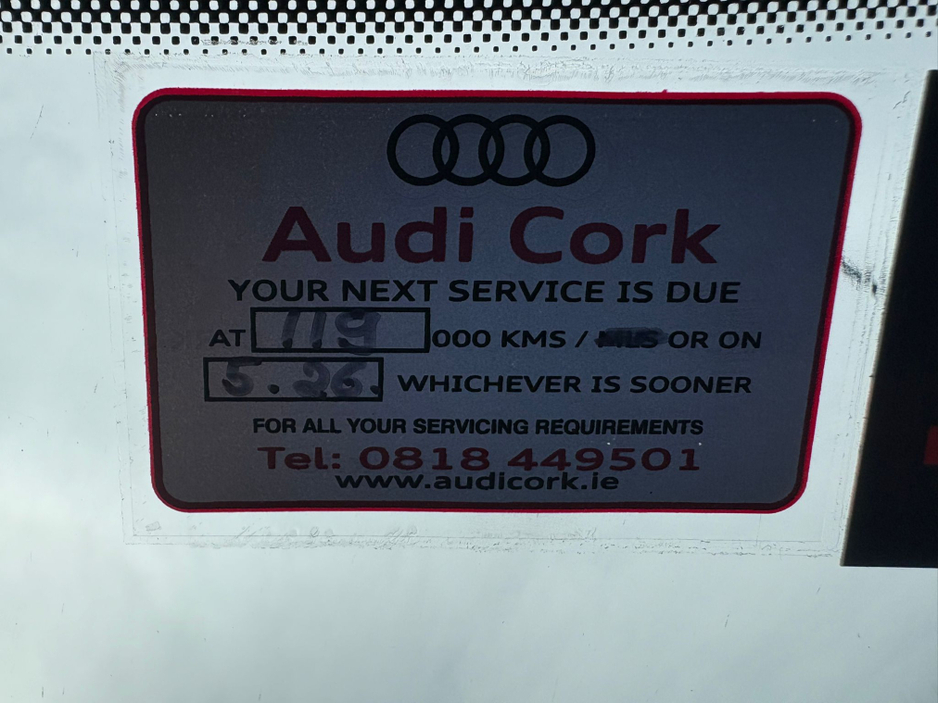 Audi Cork
YOUR NEXT SERVICE IS DUE
AT 119 000 KMS / MLS OR ON
5.26. WHICHEVER IS SOONER
FOR ALL YOUR SERVICING REQUIREMENTS
Tel: 0818 449501
www.audicork.ie